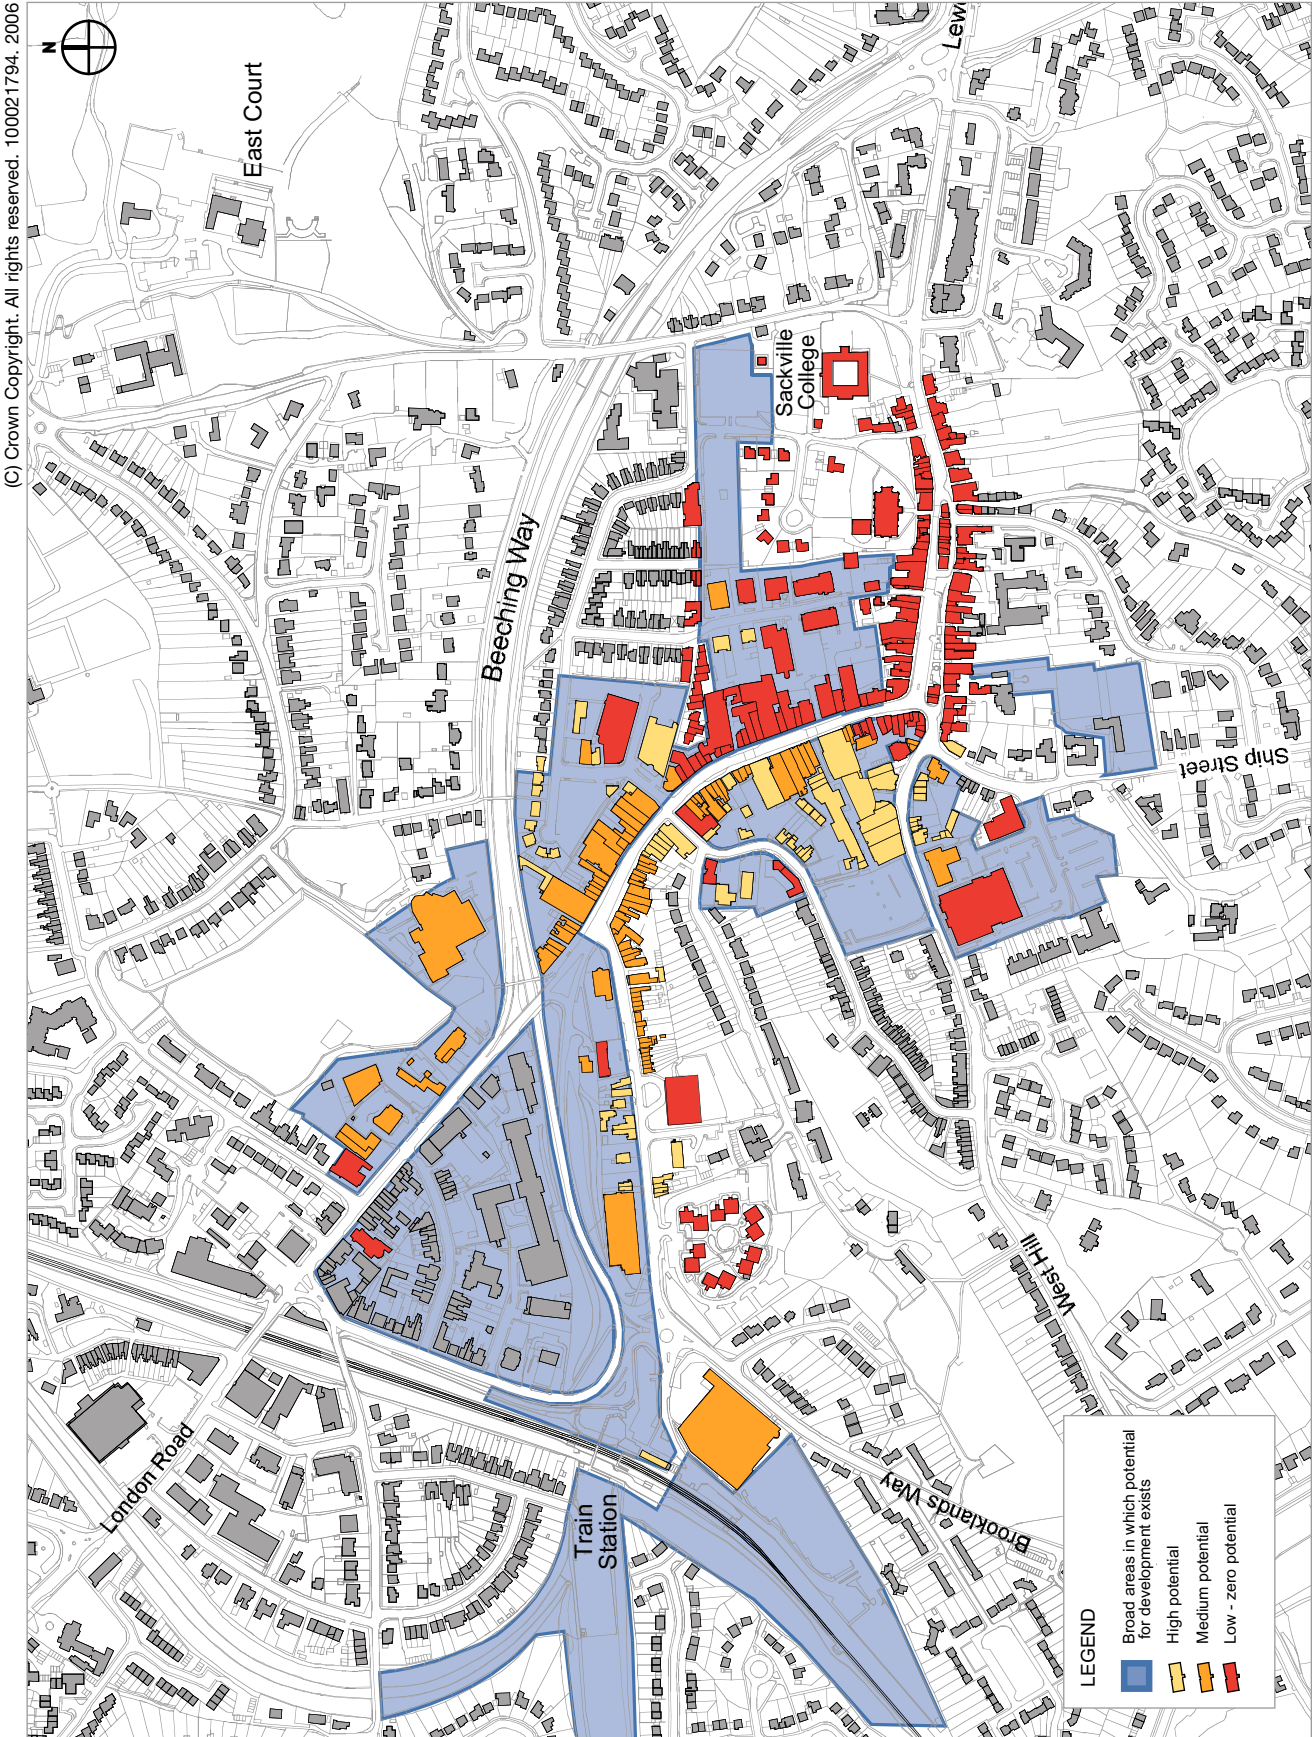 (C) Crown Copyright. All rights reserved. 100021794. 2006
N
East Court
Lewe
Beeching Way
Sackville
College
Ship Street
London Road
West Hill
Train
Station
Brooklands Way
LEGEND
Broad areas in which potential
for development exists
High potential
Medium potential
Low - zero potential